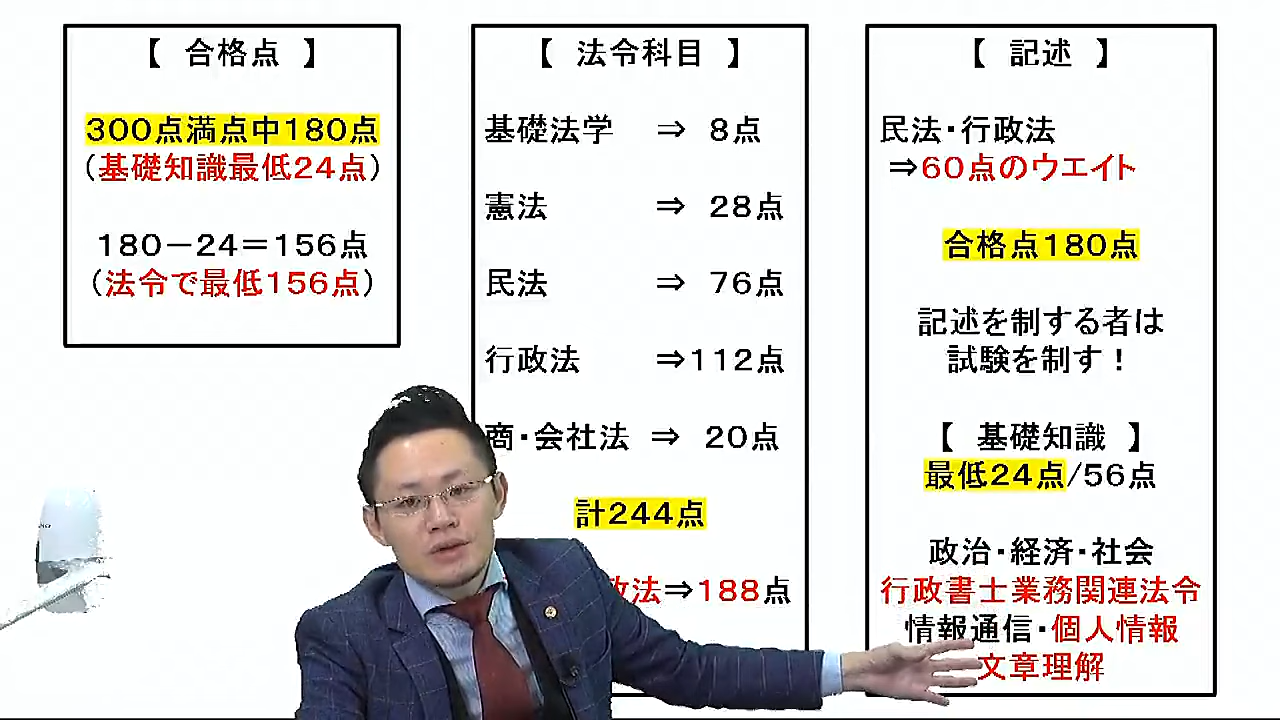 【 合格点 】
300点満点中180点
(基礎知識最低24点)
180－24＝156点
(法令で最低156点)
【 法令科目 】
基礎法学 ⇒ 8点
憲法 ⇒ 28点
民法 ⇒ 76点
行政法 ⇒112点
商・会社法 ⇒ 20点
計244点
政法⇒188点
【 記述 】
民法・行政法
⇒60点のウエイト
合格点180点
記述を制する者は
試験を制す！
【 基礎知識 】
最低24点/56点
政治・経済・社会
行政書士業務関連法令
情報通信・個人情報
文章理解